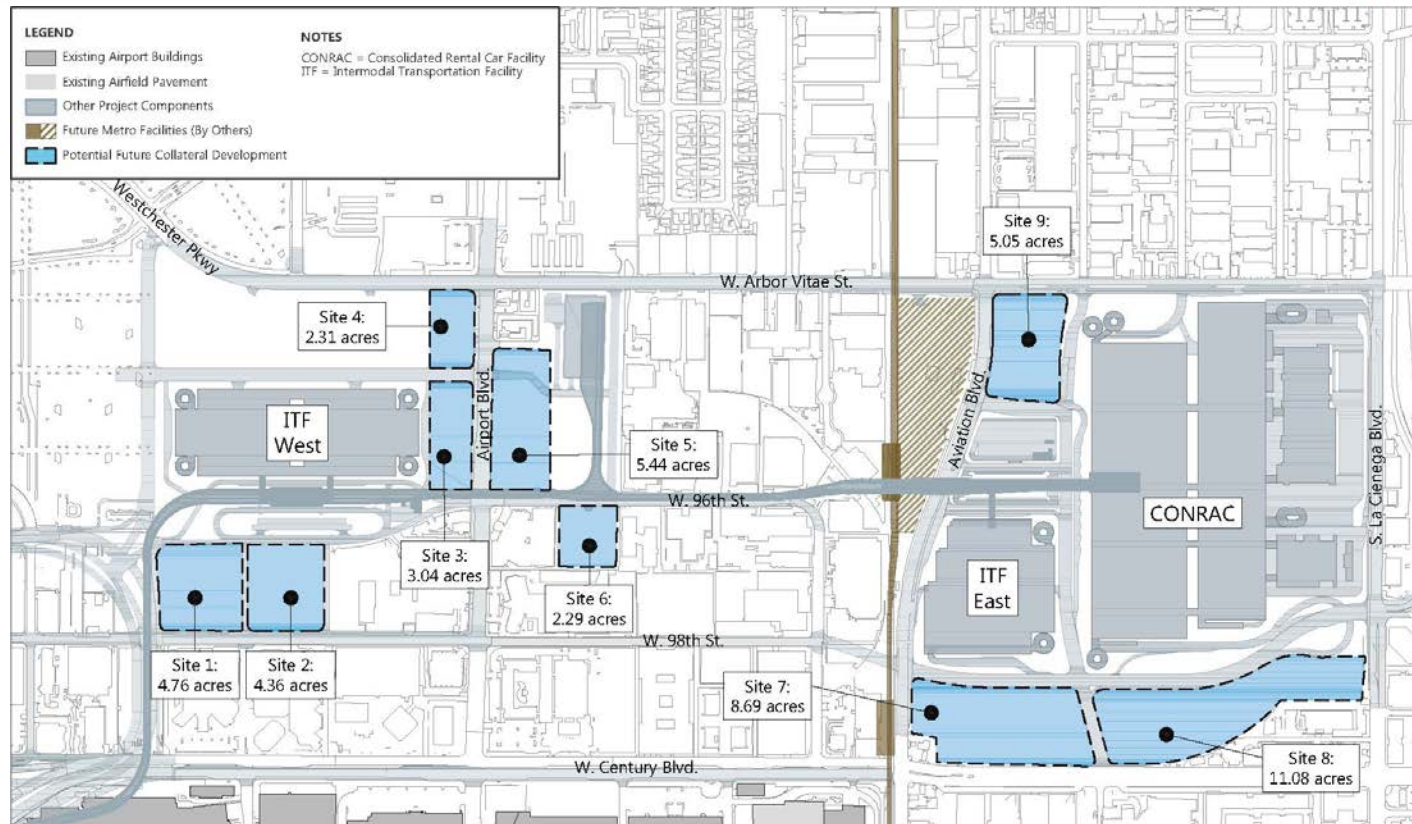 LEGEND
Existing Airport Buildings
Existing Airfield Pavement
Other Project Components
Future Metro Facilities (By Others)
Potential Future Collateral Development
NOTES
CONRAC = Consolidated Rental Car Facility
ITF = Intermodal Transportation Facility
Westchester Pkwy
W. Arbor Vitae St.
Site 9:
5.05 acres
Site 4:
2.31 acres
ITF
West
Airport Blvd.
Site 5:
5.44 acres
Aviation Blvd.
S. La Cienega Blvd.
W. 96th St.
CONRAC
Site 3:
3.04 acres
Site 6:
2.29 acres
ITF
East
W. 98th St.
Site 1:
4.76 acres
Site 2:
4.36 acres
Site 7:
8.69 acres
Site 8:
11.08 acres
W. Century Blvd.